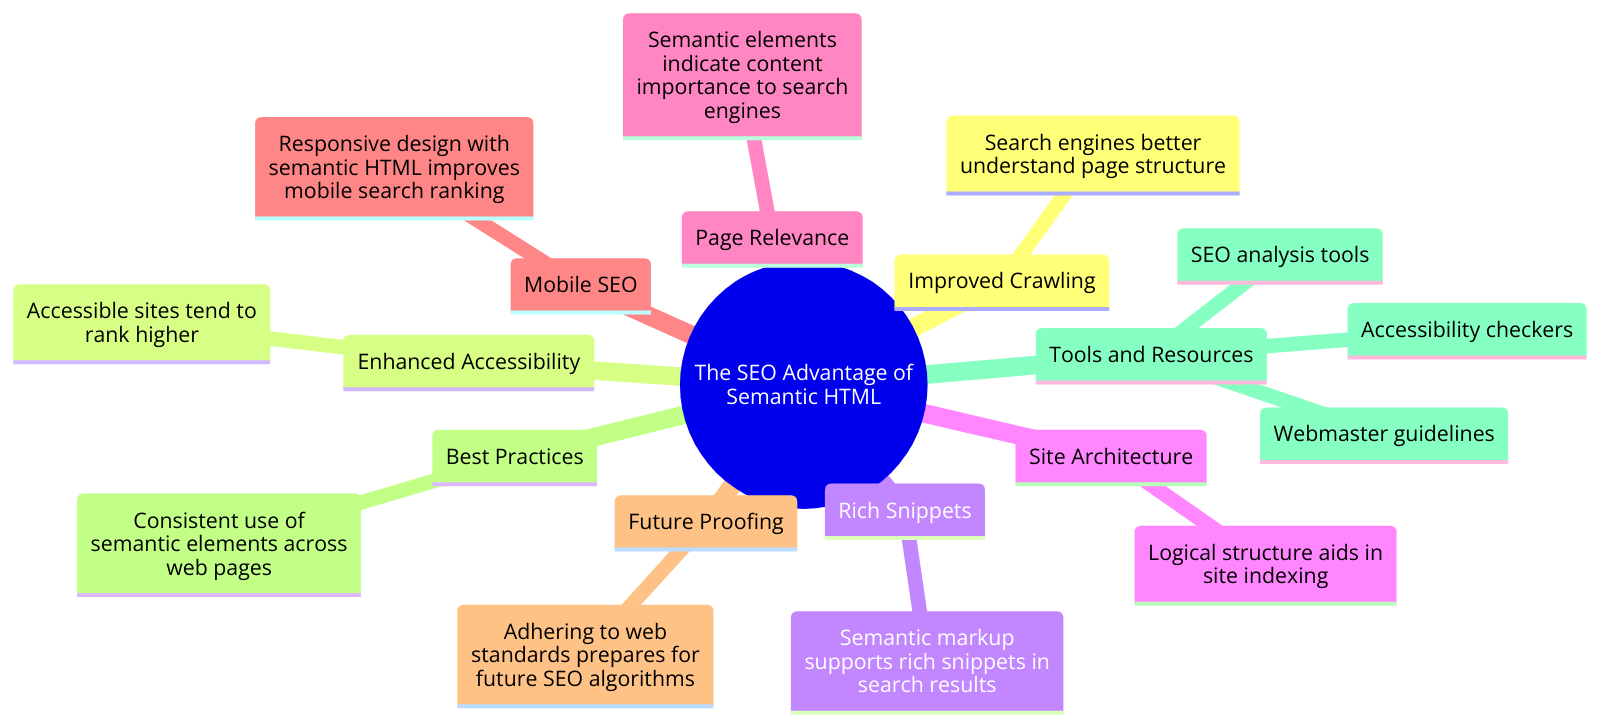 Semantic elements
indicate content
importance to search
engines
Page Relevance
Search engines better
understand page structure
Improved Crawling
Responsive design with
semantic HTML improves
mobile search ranking
Mobile SEO
SEO analysis tools
Accessibility checkers
Tools and Resources
Webmaster guidelines
Accessible sites tend to
rank higher
Enhanced Accessibility
The SEO Advantage of
Semantic HTML
Best Practices
Consistent use of
semantic elements across
web pages
Site Architecture
Logical structure aids in
site indexing
Future Proofing
Adhering to web
standards prepares for
future SEO algorithms
Rich Snippets
Semantic markup
supports rich snippets in
search results